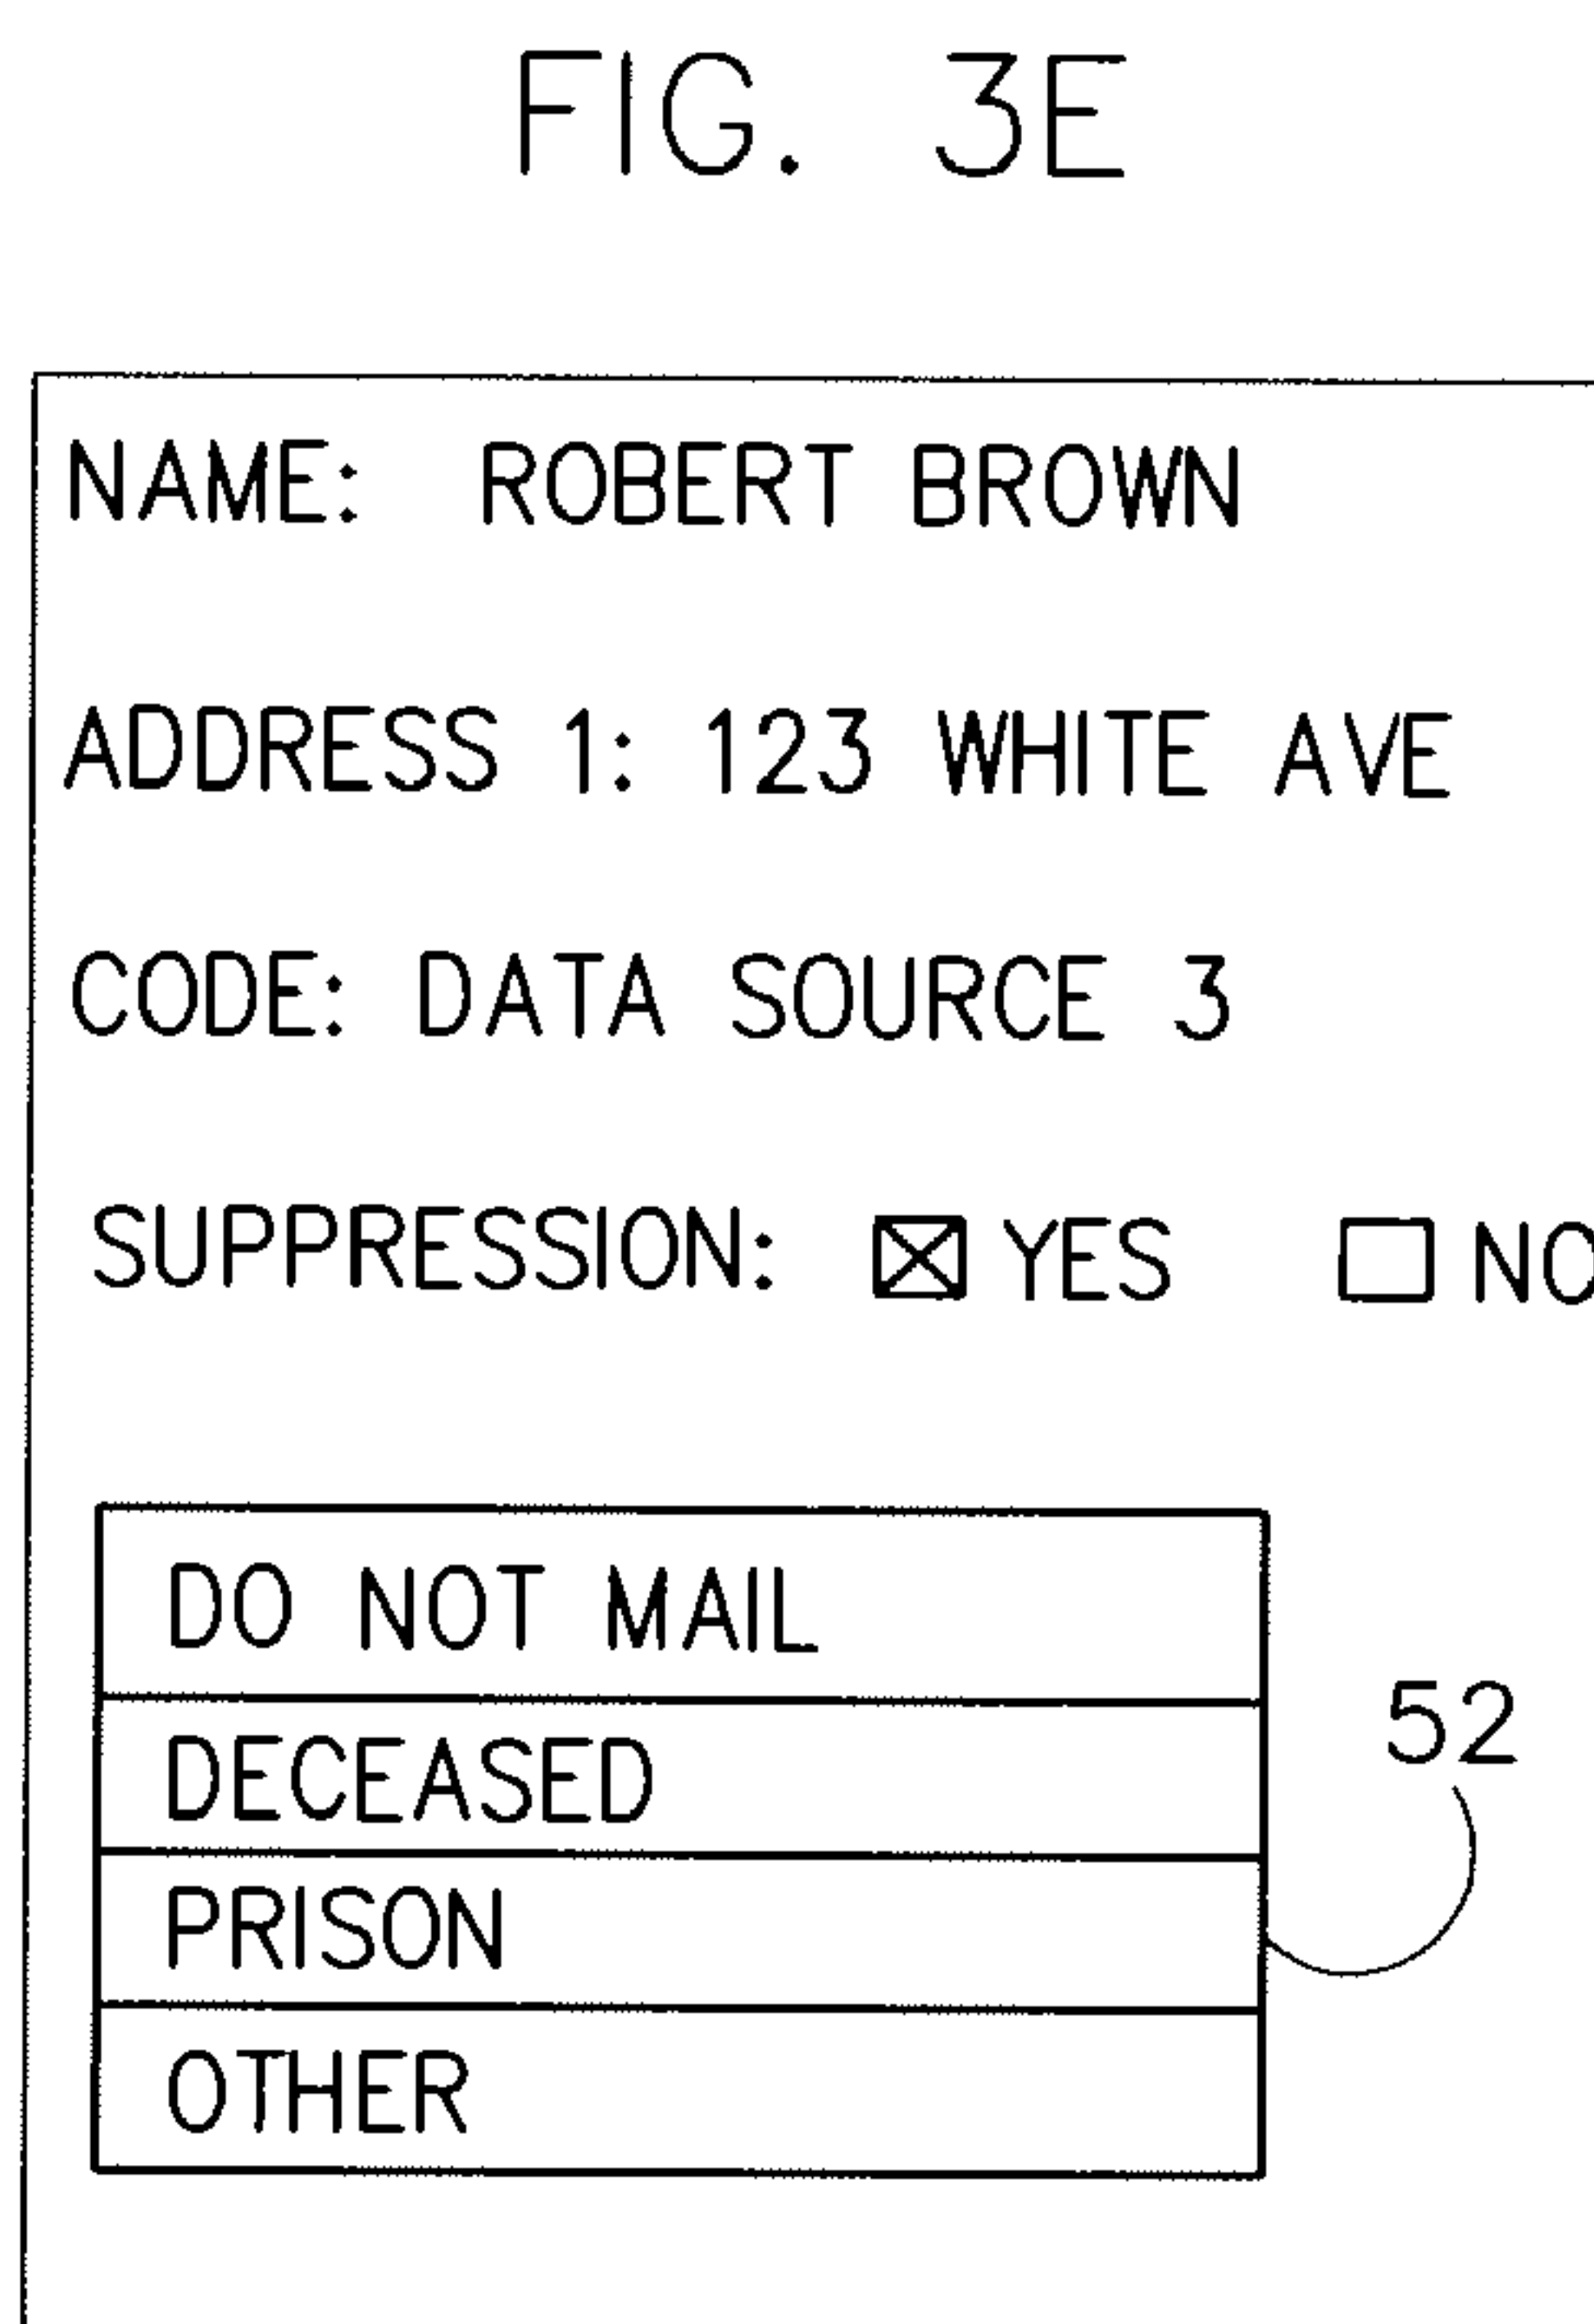 FIG. 3E
NAME: ROBERT BROWN
ADDRESS 1: 123 WHITE AVE
CODE: DATA SOURCE 3
SUPPRESSION: ☒ YES ☐ NO
DO NOT MAIL
DECEASED
52
PRISON
OTHER